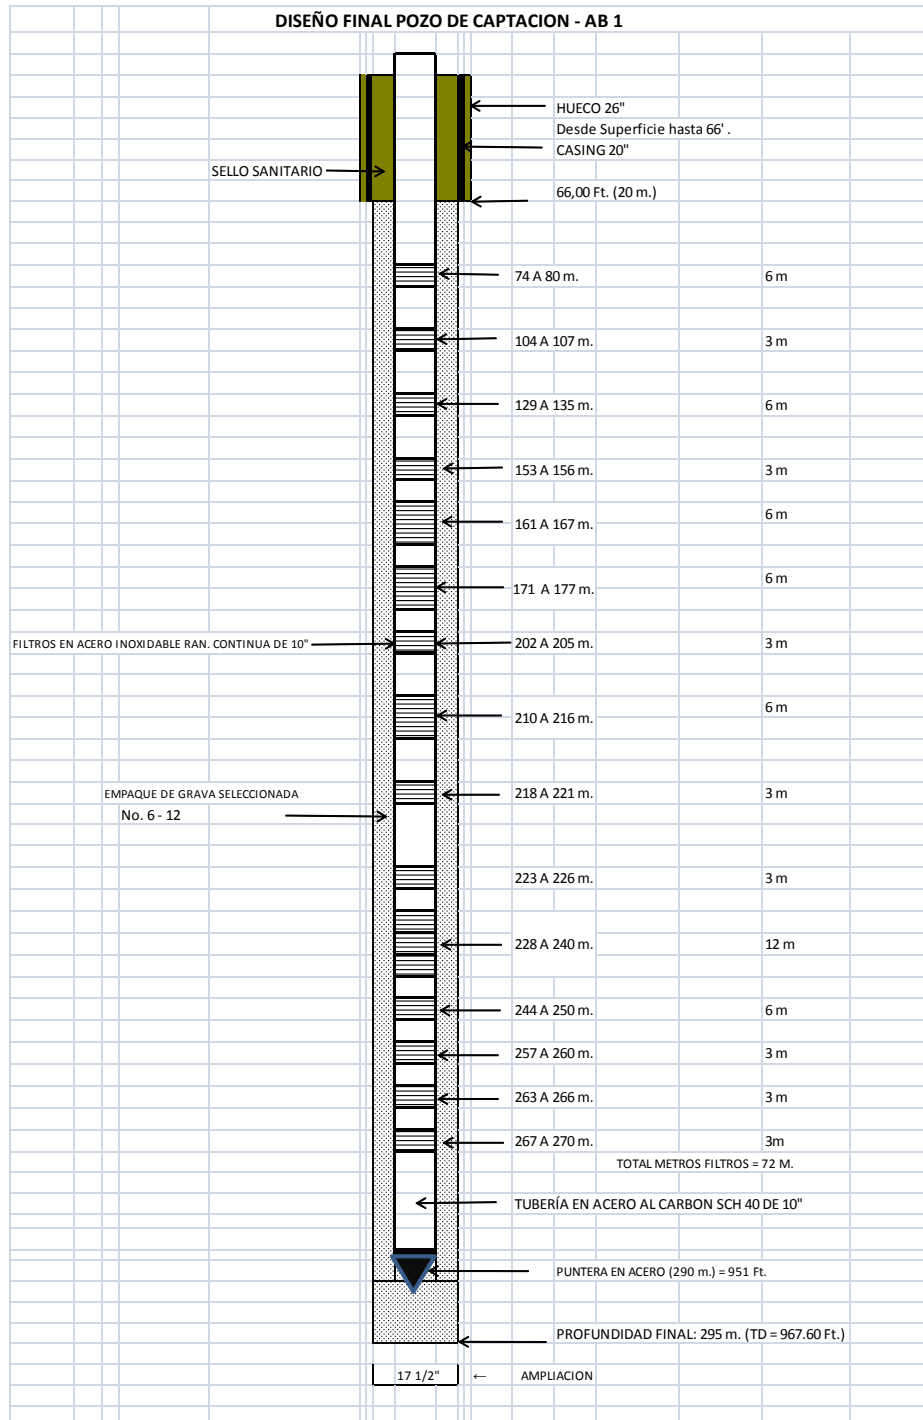 DISEÑO FINAL POZO DE CAPTACION - AB 1
HUECO 26"
Desde Superficie hasta 66' .
CASING 20"
SELLO SANITARIO
66,00 Ft. (20 m.)
74 A 80 m. 6 m
104 A 107 m. 3 m
129 A 135 m. 6 m
153 A 156 m. 3 m
161 A 167 m. 6 m
171 A 177 m. 6 m
FILTROS EN ACERO INOXIDABLE RAN. CONTINUA DE 10" 202 A 205 m. 3 m
210 A 216 m. 6 m
EMPAQUE DE GRAVA SELECCIONADA 218 A 221 m. 3 m
No. 6 - 12
223 A 226 m. 3 m
228 A 240 m. 12 m
244 A 250 m. 6 m
257 A 260 m. 3 m
263 A 266 m. 3 m
267 A 270 m. 3m
TOTAL METROS FILTROS = 72 M.
TUBERÍA EN ACERO AL CARBON SCH 40 DE 10"
PUNTERA EN ACERO (290 m.) = 951 Ft.
PROFUNDIDAD FINAL: 295 m. (TD = 967.60 Ft.)
17 1/2" ← AMPLIACION